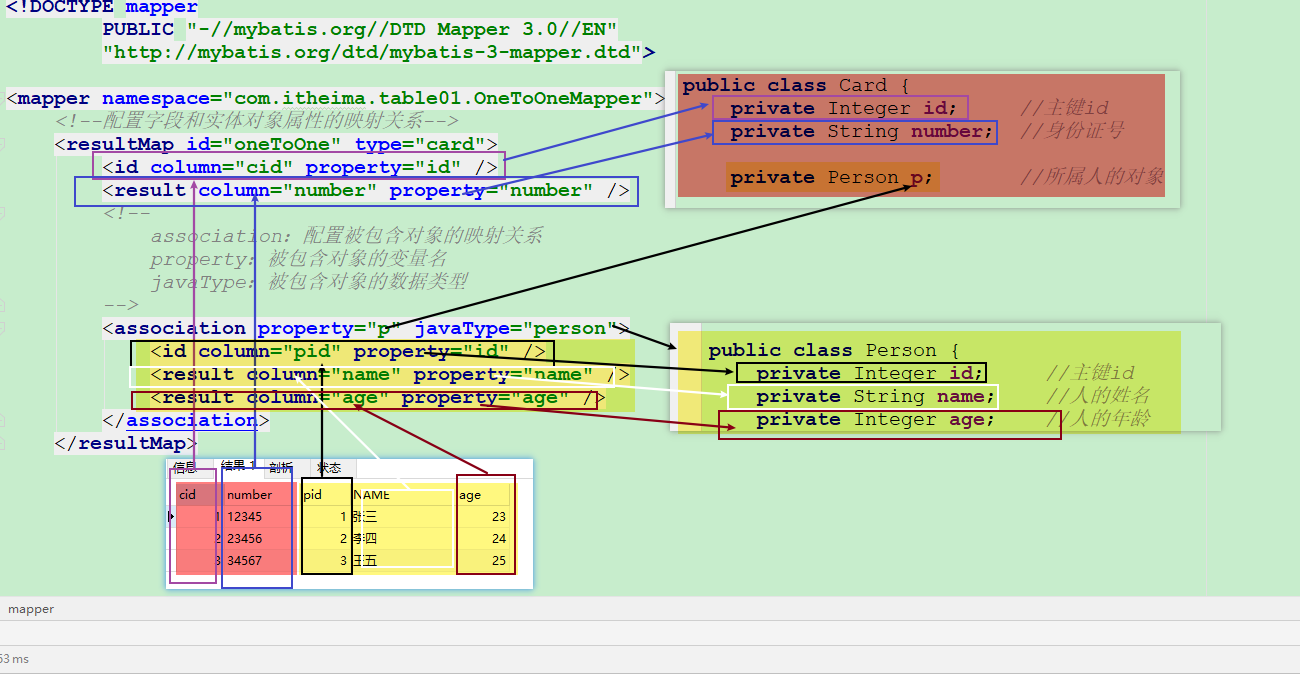 <!DOCTYPE mapper
PUBLIC "-//mybatis.org//DTD Mapper 3.0//EN"
"http://mybatis.org/dtd/mybatis-3-mapper.dtd">
<mapper namespace="com.itheima.table01.OneToOneMapper">
<!--配置字段和实体对象属性的映射关系-->
<resultMap id="oneToOne" type="card">
<id column="cid" property="id" />
<result column="number" property="number" />
<!--
association：配置被包含对象的映射关系
property：被包含对象的变量名
javaType：被包含对象的数据类型
-->
<association property="p" javaType="person">
<id column="pid" property="id" />
<result column="name" property="name" />
<result column="age" property="age" />
</association>
</resultMap>
public class Card {
private Integer id; //主键id
private String number; //身份证号
private Person p; //所属人的对象
public class Person {
private Integer id; //主键id
private String name; //人的姓名
private Integer age; //人的年龄
信息 结果 1 剖析 状态
cid number pid NAME age
1 12345 1 张三 23
2 23456 2 李四 24
3 34567 3 王五 25
mapper
53 ms